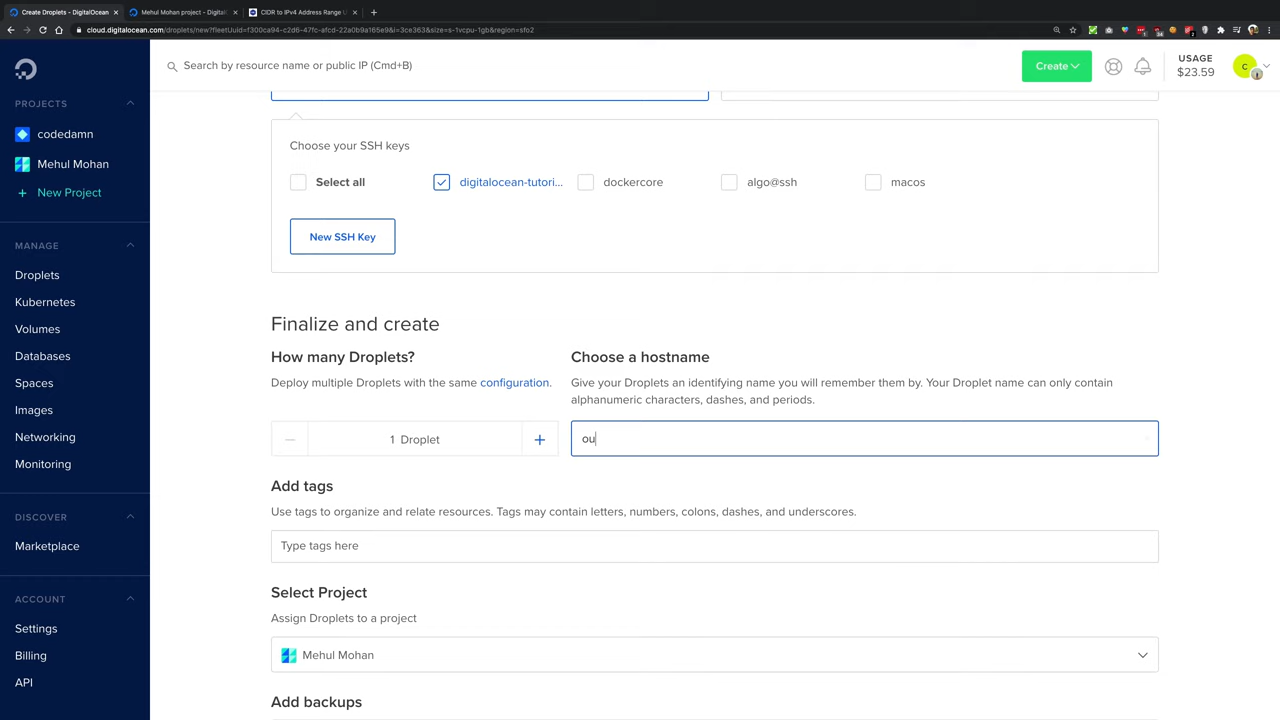 Create Droplets - DigitalOcean
Mehul Mohan project - Digital
CIDR to IPv4 Address Range U
cloud.digitalocean.com/droplets/new?fleetUuid=f300ca94-c2d6-47fc-afcd-22a0b9a165e9&i=3ce363&size=s-1vcpu-1gb&region=sfo2
Search by resource name or public IP (Cmd+B)
Create
USAGE
$23.59
C
PROJECTS
codedamn
Mehul Mohan
+ New Project
MANAGE
Droplets
Kubernetes
Volumes
Databases
Spaces
Images
Networking
Monitoring
DISCOVER
Marketplace
ACCOUNT
Settings
Billing
API
Choose your SSH keys
Select all
digitalocean-tutori...
dockercore
algo@ssh
macos
New SSH Key
Finalize and create
How many Droplets?
Deploy multiple Droplets with the same configuration.
1 Droplet
Choose a hostname
Give your Droplets an identifying name you will remember them by. Your Droplet name can only contain
alphanumeric characters, dashes, and periods.
ou
Add tags
Use tags to organize and relate resources. Tags may contain letters, numbers, colons, dashes, and underscores.
Type tags here
Select Project
Assign Droplets to a project
Mehul Mohan
Add backups